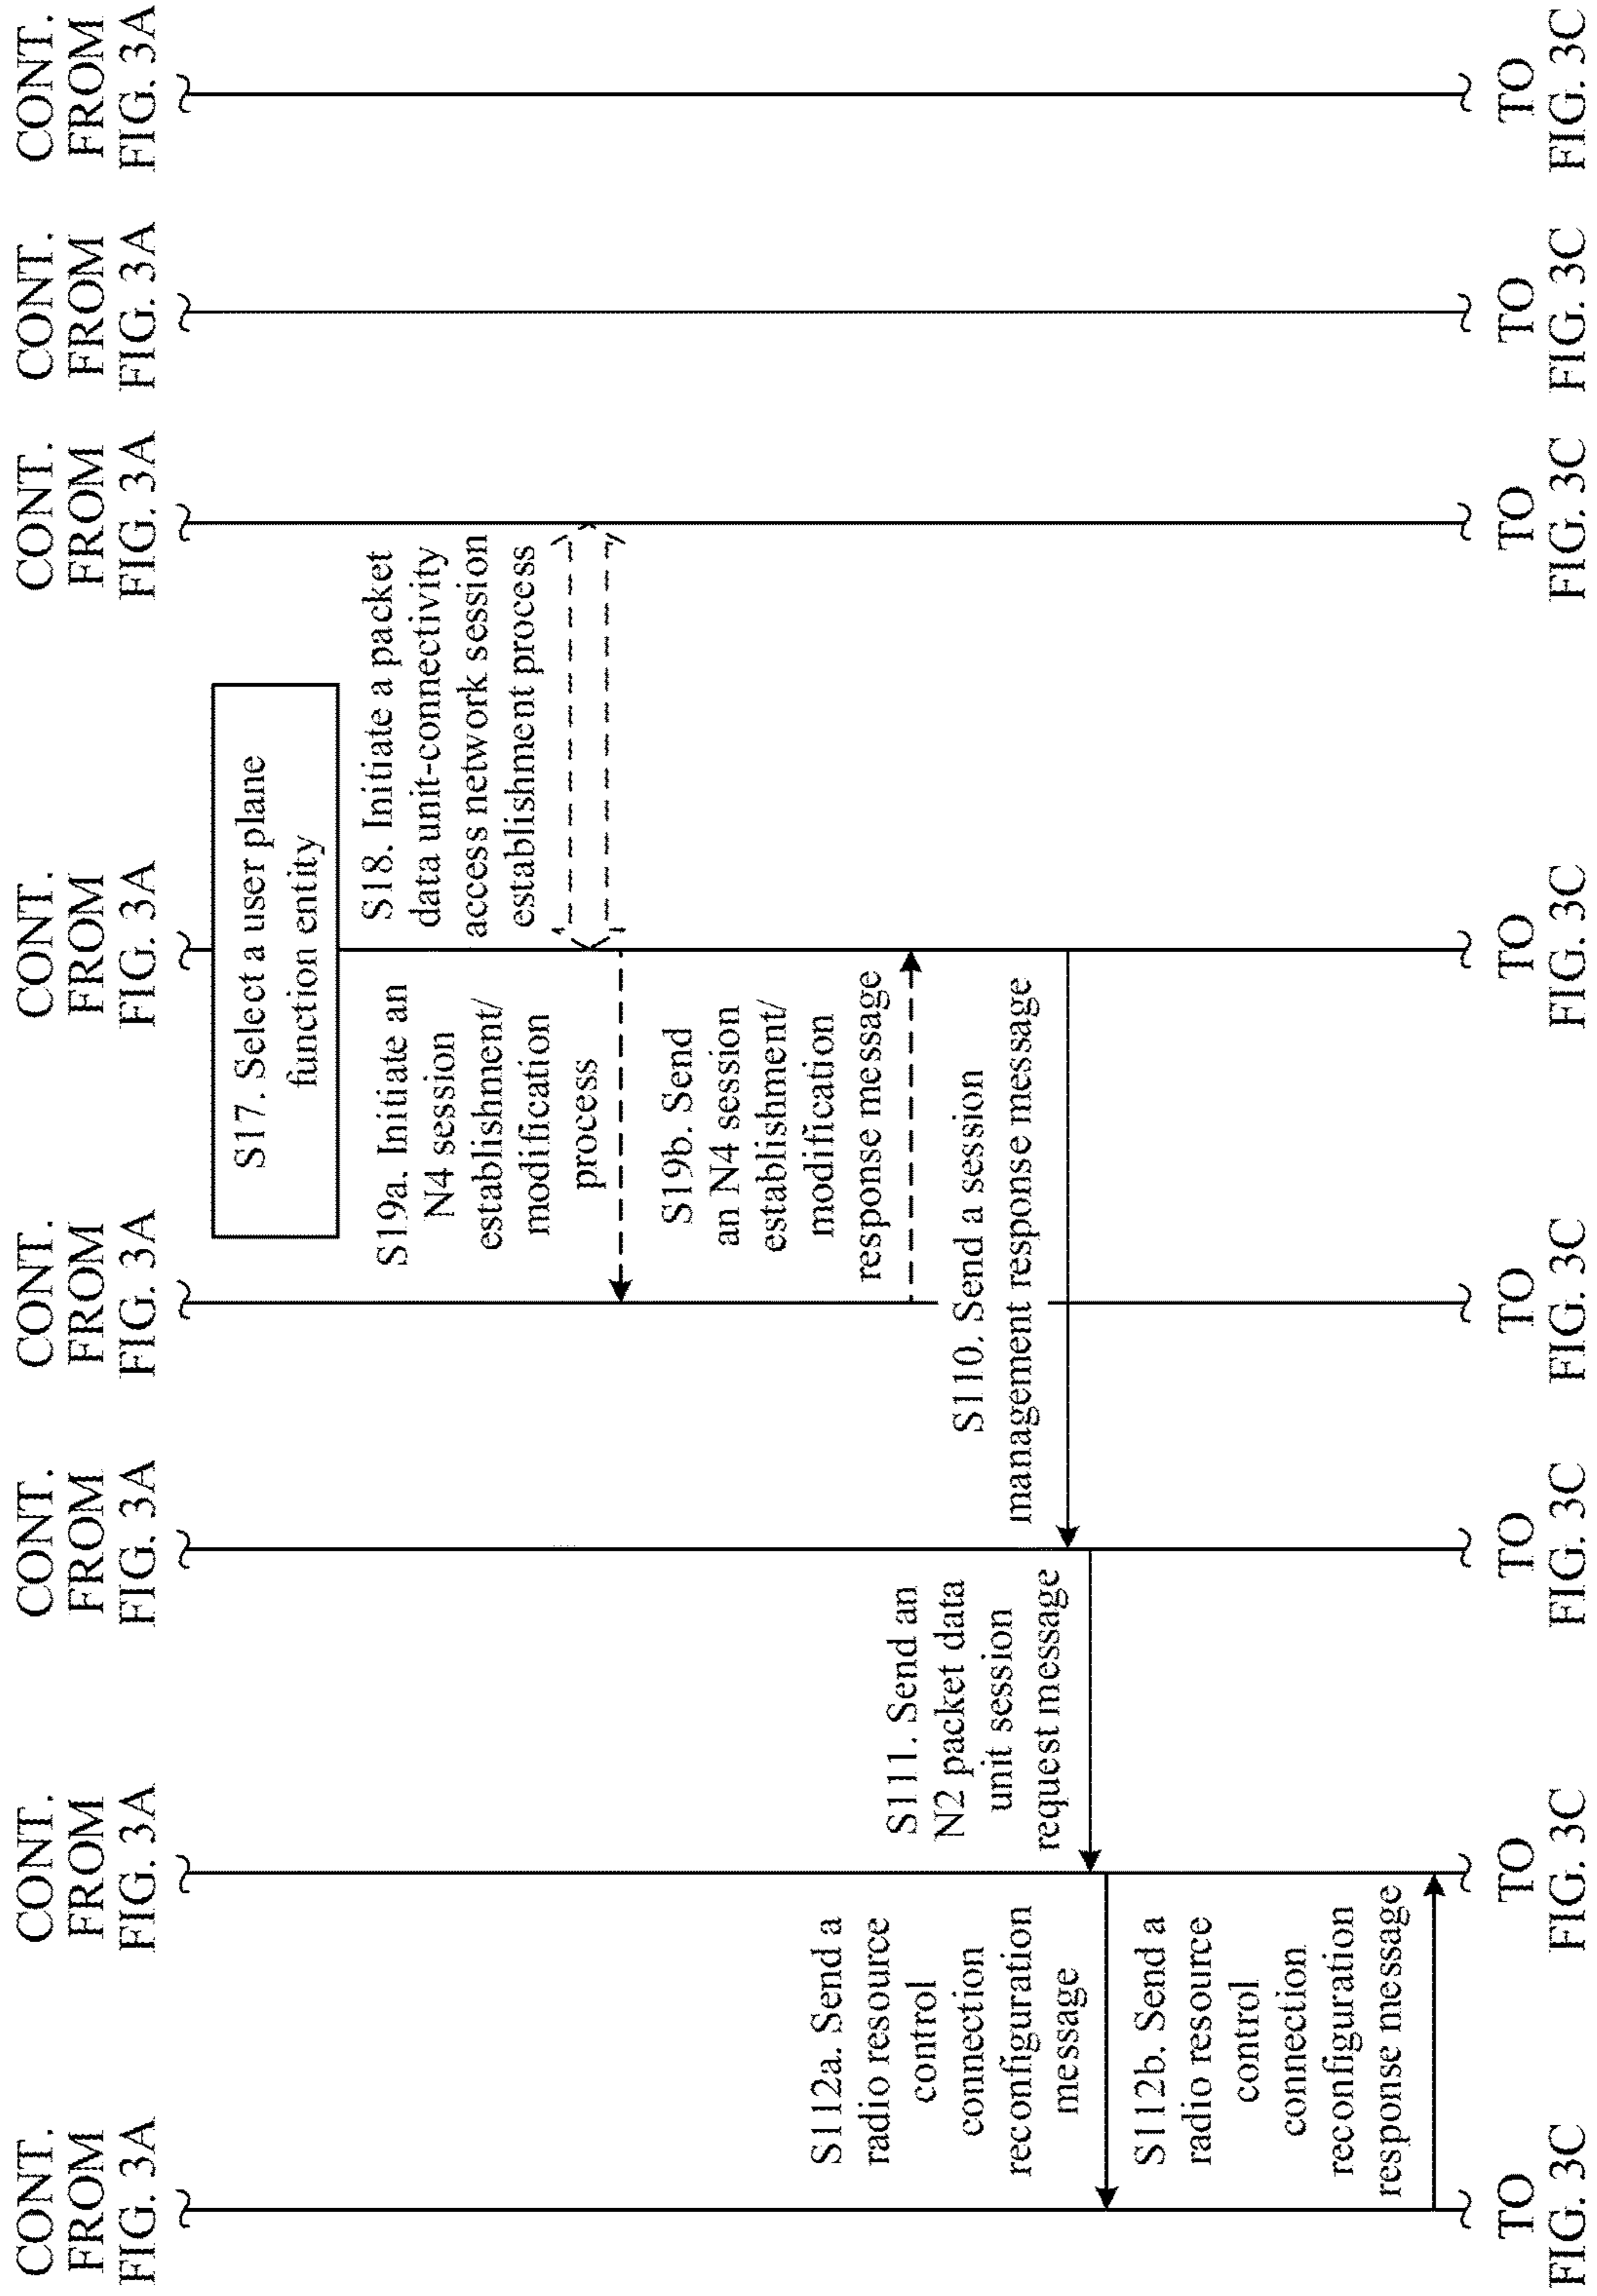 CONT.
FROM
FIG. 3A
CONT.
FROM
FIG. 3A
CONT.
FROM
FIG. 3A
CONT.
FROM
FIG. 3A
CONT.
FROM
FIG. 3A
CONT.
FROM
FIG. 3A
CONT.
FROM
FIG. 3A
CONT.
FROM
FIG. 3A
S17. Select a user plane
function entity
S18. Initiate a packet
data unit-connectivity
access network session
establishment process
S19a. Initiate an
N4 session
establishment/
modification
process
S19b. Send
an N4 session
establishment/
modification
response message
S110. Send a session
management response message
S111. Send an
N2 packet data
unit session
request message
S112a. Send a
radio resource
control
connection
reconfiguration
message
S112b. Send a
radio resource
control
connection
reconfiguration
response message
TO
FIG. 3C
TO
FIG. 3C
TO
FIG. 3C
TO
FIG. 3C
TO
FIG. 3C
TO
FIG. 3C
TO
FIG. 3C
TO
FIG. 3C